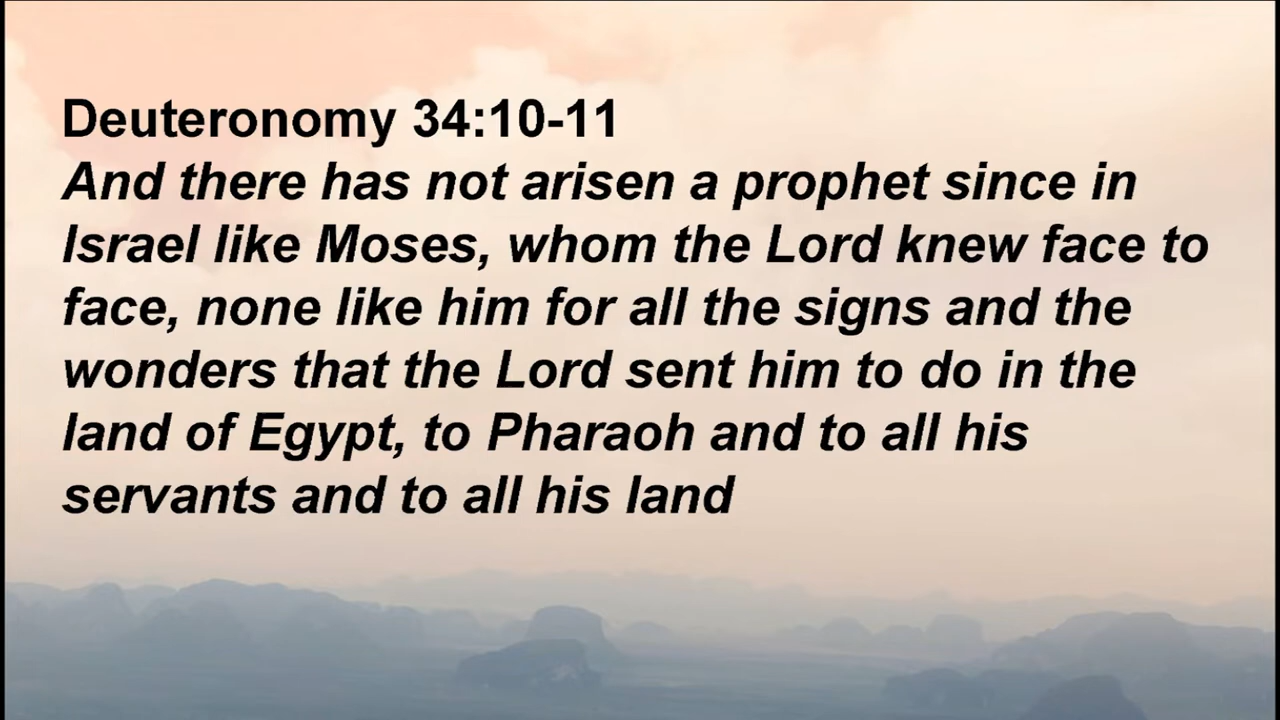 Deuteronomy 34:10-11
And there has not arisen a prophet since in
Israel like Moses, whom the Lord knew face to
face, none like him for all the signs and the
wonders that the Lord sent him to do in the
land of Egypt, to Pharaoh and to all his
servants and to all his land